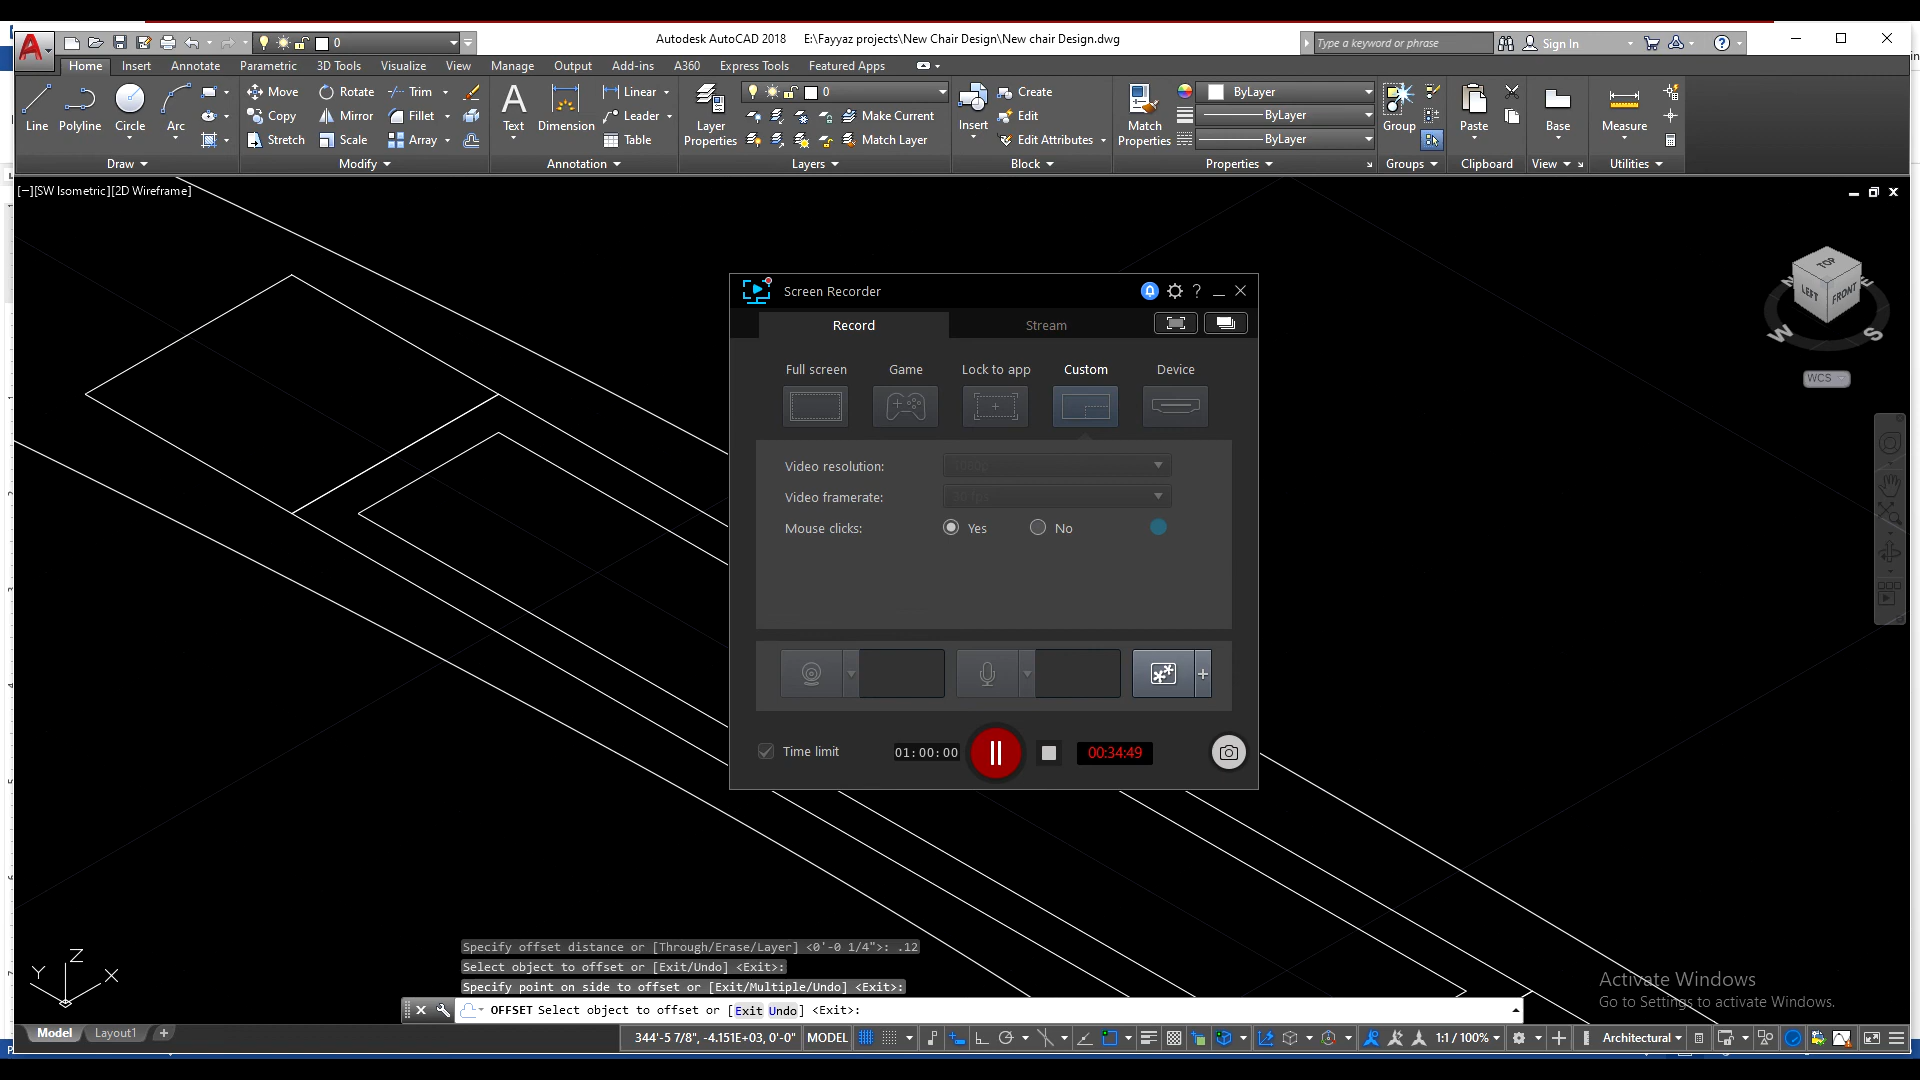 0
Autodesk AutoCAD 2018 E:\Fayyaz projects\New Chair Design\New chair Design.dwg
Type a keyword or phrase
Sign In
Home Insert Annotate Parametric 3D Tools Visualize View Manage Output Add-ins A360 Express Tools Featured Apps
Line Polyline Circle Arc
Move Rotate Trim
Copy Mirror Fillet
Stretch Scale Array
Text Dimension
Linear
Leader
Table
Layer Properties
0
Make Current
Match Layer
Insert
Create
Edit
Edit Attributes
Match Properties
ByLayer
ByLayer
ByLayer
Group
Paste
Base
Measure
Draw Modify Annotation Layers Block Properties Groups Clipboard View Utilities
[−][SW Isometric][2D Wireframe]
TOP
LEFT FRONT
N E
W S
WCS
Screen Recorder
Record Stream
Full screen Game Lock to app Custom Device
Video resolution:
Video framerate:
Mouse clicks: Yes No
Time limit 01:00:00 00:34:49
Z
Y X
Specify offset distance or [Through/Erase/Layer] <0'-0 1/4">: .12
Select object to offset or [Exit/Undo] <Exit>:
Specify point on side to offset or [Exit/Multiple/Undo] <Exit>:
OFFSET Select object to offset or [Exit Undo] <Exit>:
Activate Windows
Go to Settings to activate Windows.
Model Layout1
344'-5 7/8", -4.151E+03, 0'-0" MODEL 1:1 / 100% Architectural